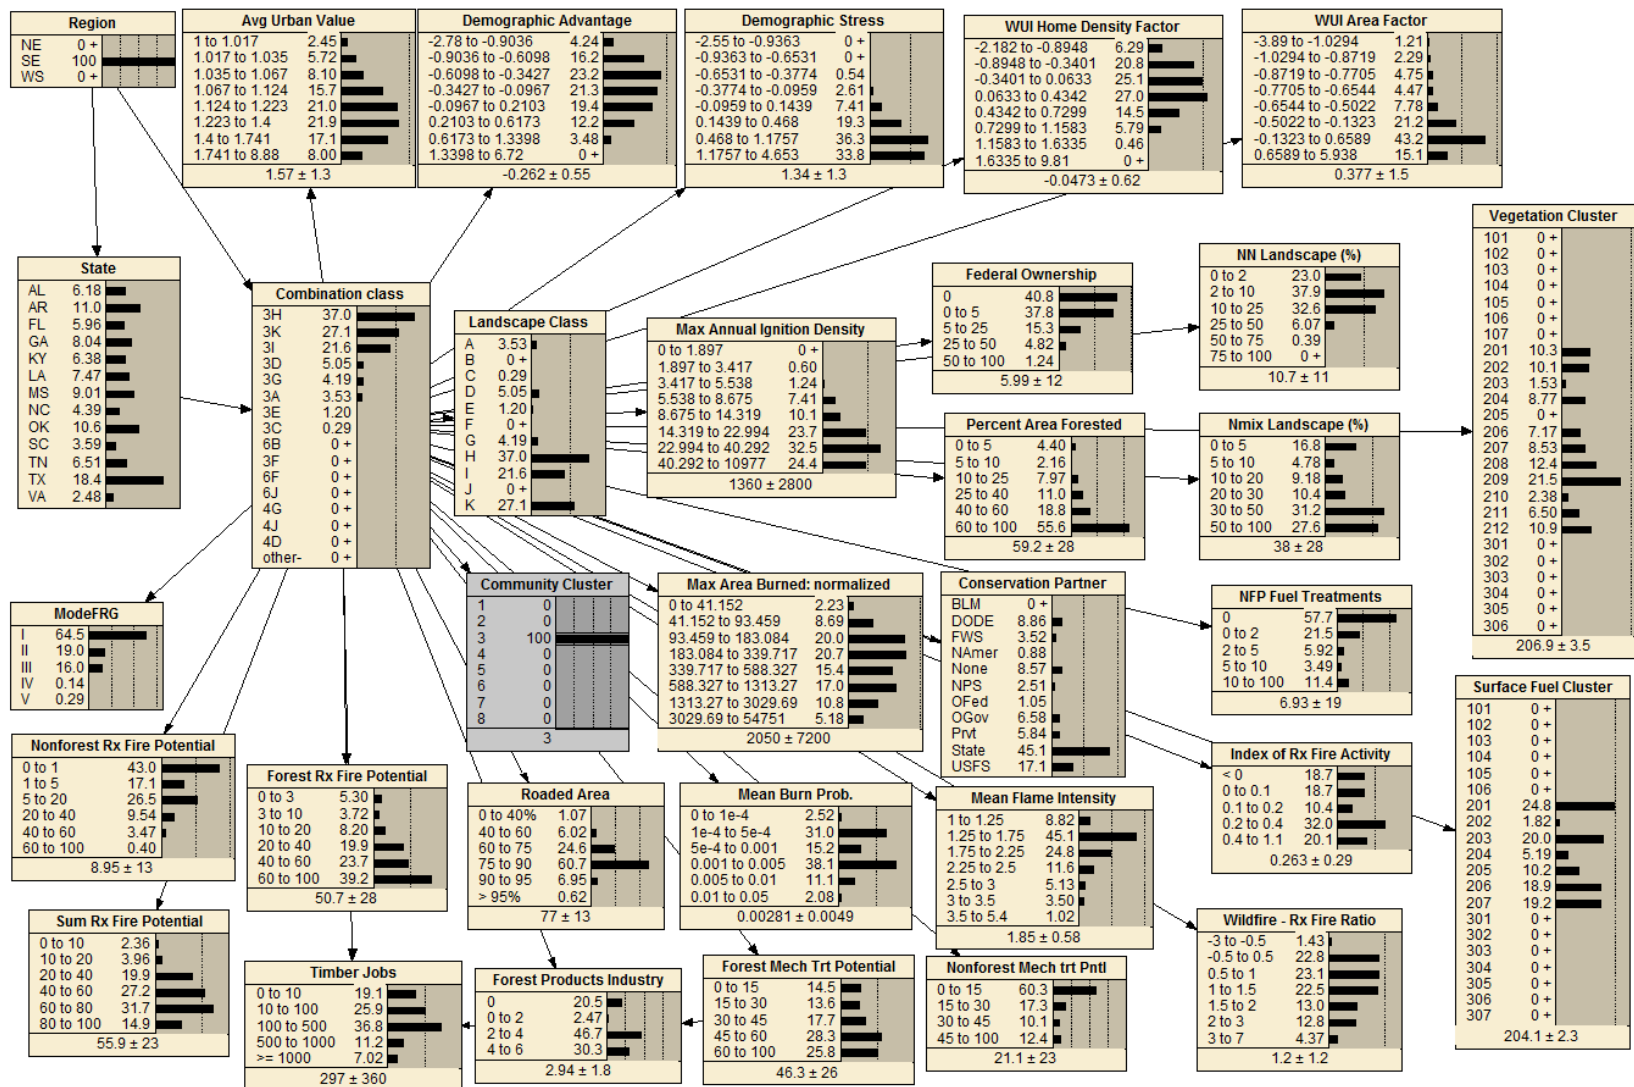 Region
NE 0 +
SE 100
WS 0 +
Avg Urban Value
1 to 1.017 2.45
1.017 to 1.035 5.72
1.035 to 1.067 8.10
1.067 to 1.124 15.7
1.124 to 1.223 21.0
1.223 to 1.4 21.9
1.4 to 1.741 17.1
1.741 to 8.88 8.00
1.57 ± 1.3
Demographic Advantage
-2.78 to -0.9036 4.24
-0.9036 to -0.6098 16.2
-0.6098 to -0.3427 23.2
-0.3427 to -0.0967 21.3
-0.0967 to 0.2103 19.4
0.2103 to 0.6173 12.2
0.6173 to 1.3398 3.48
1.3398 to 6.72 0 +
-0.262 ± 0.55
Demographic Stress
-2.55 to -0.9363 0 +
-0.9363 to -0.6531 0 +
-0.6531 to -0.3774 0.54
-0.3774 to -0.0959 2.61
-0.0959 to 0.1439 7.41
0.1439 to 0.468 19.3
0.468 to 1.1757 36.3
1.1757 to 4.653 33.8
1.34 ± 1.3
WUI Home Density Factor
-2.182 to -0.8948 6.29
-0.8948 to -0.3401 20.8
-0.3401 to 0.0633 25.1
0.0633 to 0.4342 27.0
0.4342 to 0.7299 14.5
0.7299 to 1.1583 5.79
1.1583 to 1.6335 0.46
1.6335 to 9.81 0 +
-0.0473 ± 0.62
WUI Area Factor
-3.89 to -1.0294 1.21
-1.0294 to -0.8719 2.29
-0.8719 to -0.7705 4.75
-0.7705 to -0.6544 4.47
-0.6544 to -0.5022 7.78
-0.5022 to -0.1323 21.2
-0.1323 to 0.6589 43.2
0.6589 to 5.938 15.1
0.377 ± 1.5
State
AL 6.18
AR 11.0
FL 5.96
GA 8.04
KY 6.38
LA 7.47
MS 9.01
NC 4.39
OK 10.6
SC 3.59
TN 6.51
TX 18.4
VA 2.48
Combination class
3H 37.0
3K 27.1
3I 21.6
3D 5.05
3G 4.19
3A 3.53
3E 1.20
3C 0.29
6B 0 +
3F 0 +
6F 0 +
6J 0 +
4G 0 +
4J 0 +
4D 0 +
other- 0 +
Landscape Class
A 3.53
B 0 +
C 0.29
D 5.05
E 1.20
F 0 +
G 4.19
H 37.0
I 21.6
J 0 +
K 27.1
Max Annual Ignition Density
0 to 1.897 0 +
1.897 to 3.417 0.60
3.417 to 5.538 1.24
5.538 to 8.675 7.41
8.675 to 14.319 10.1
14.319 to 22.994 23.7
22.994 to 40.292 32.5
40.292 to 10977 24.4
1360 ± 2800
Federal Ownership
0 40.8
0 to 5 37.8
5 to 25 15.3
25 to 50 4.82
50 to 100 1.24
5.99 ± 12
NN Landscape (%)
0 to 2 23.0
2 to 10 37.9
10 to 25 32.6
25 to 50 6.07
50 to 75 0.39
75 to 100 0 +
10.7 ± 11
Vegetation Cluster
101 0 +
102 0 +
103 0 +
104 0 +
105 0 +
106 0 +
107 0 +
201 10.3
202 10.1
203 1.53
204 8.77
205 0 +
206 7.17
207 8.53
208 12.4
209 21.5
210 2.38
211 6.50
212 10.9
301 0 +
302 0 +
303 0 +
304 0 +
305 0 +
306 0 +
206.9 ± 3.5
Percent Area Forested
0 to 5 4.40
5 to 10 2.16
10 to 25 7.97
25 to 40 11.0
40 to 60 18.8
60 to 100 55.6
59.2 ± 28
Nmix Landscape (%)
0 to 5 16.8
5 to 10 4.78
10 to 20 9.18
20 to 30 10.4
30 to 50 31.2
50 to 100 27.6
38 ± 28
ModeFRG
I 64.5
II 19.0
III 16.0
IV 0.14
V 0.29
Community Cluster
1 0
2 0
3 100
4 0
5 0
6 0
7 0
8 0
3
Max Area Burned: normalized
0 to 41.152 2.23
41.152 to 93.459 8.69
93.459 to 183.084 20.0
183.084 to 339.717 20.7
339.717 to 588.327 15.4
588.327 to 1313.27 17.0
1313.27 to 3029.69 10.8
3029.69 to 54751 5.18
2050 ± 7200
Conservation Partner
BLM 0 +
DODE 8.86
FWS 3.52
NAmer 0.88
None 8.57
NPS 2.51
OFed 1.05
OGov 6.58
Prvt 5.84
State 45.1
USFS 17.1
NFP Fuel Treatments
0 57.7
0 to 2 21.5
2 to 5 5.92
5 to 10 3.49
10 to 100 11.4
6.93 ± 19
Surface Fuel Cluster
101 0 +
102 0 +
103 0 +
104 0 +
105 0 +
106 0 +
201 24.8
202 1.82
203 20.0
204 5.19
205 10.2
206 18.9
207 19.2
301 0 +
302 0 +
303 0 +
304 0 +
305 0 +
306 0 +
307 0 +
204.1 ± 2.3
Nonforest Rx Fire Potential
0 to 1 43.0
1 to 5 17.1
5 to 20 26.5
20 to 40 9.54
40 to 60 3.47
60 to 100 0.40
8.95 ± 13
Forest Rx Fire Potential
0 to 3 5.30
3 to 10 3.72
10 to 20 8.20
20 to 40 19.9
40 to 60 23.7
60 to 100 39.2
50.7 ± 28
Roaded Area
0 to 40% 1.07
40 to 60 6.02
60 to 75 24.6
75 to 90 60.7
90 to 95 6.95
> 95% 0.62
77 ± 13
Mean Burn Prob.
0 to 1e-4 2.52
1e-4 to 5e-4 31.0
5e-4 to 0.001 15.2
0.001 to 0.005 38.1
0.005 to 0.01 11.1
0.01 to 0.05 2.08
0.00281 ± 0.0049
Mean Flame Intensity
1 to 1.25 8.82
1.25 to 1.75 45.1
1.75 to 2.25 24.8
2.25 to 2.5 11.6
2.5 to 3 5.13
3 to 3.5 3.50
3.5 to 5.4 1.02
1.85 ± 0.58
Index of Rx Fire Activity
< 0 18.7
0 to 0.1 18.7
0.1 to 0.2 10.4
0.2 to 0.4 32.0
0.4 to 1.1 20.1
0.263 ± 0.29
Sum Rx Fire Potential
0 to 10 2.36
10 to 20 3.96
20 to 40 19.9
40 to 60 27.2
60 to 80 31.7
80 to 100 14.9
55.9 ± 23
Timber Jobs
0 to 10 19.1
10 to 100 25.9
100 to 500 36.8
500 to 1000 11.2
>= 1000 7.02
297 ± 360
Forest Products Industry
0 20.5
0 to 2 2.47
2 to 4 46.7
4 to 6 30.3
2.94 ± 1.8
Forest Mech Trt Potential
0 to 15 14.5
15 to 30 13.6
30 to 45 17.7
45 to 60 28.3
60 to 100 25.8
46.3 ± 26
Nonforest Mech trt Pntl
0 to 15 60.3
15 to 30 17.3
30 to 45 10.1
45 to 100 12.4
21.1 ± 23
Wildfire - Rx Fire Ratio
-3 to -0.5 1.43
-0.5 to 0.5 22.8
0.5 to 1 23.1
1 to 1.5 22.5
1.5 to 2 13.0
2 to 3 12.8
3 to 7 4.37
1.2 ± 1.2